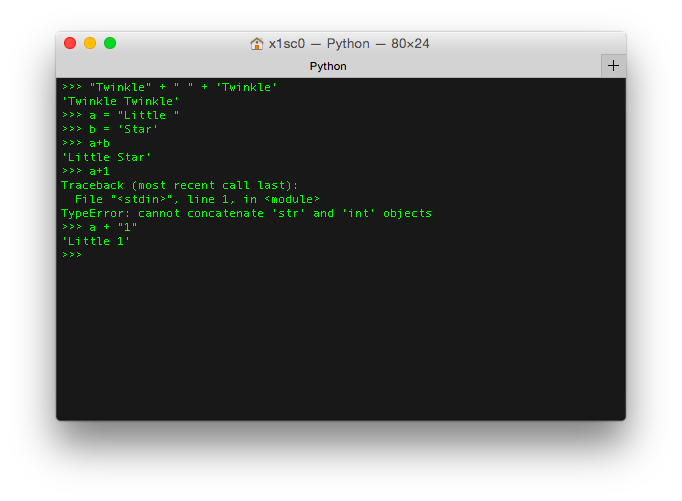 x1sc0 — Python — 80×24
Python +
>>> "Twinkle" + " " + 'Twinkle'
'Twinkle Twinkle'
>>> a = "Little "
>>> b = 'Star'
>>> a+b
'Little Star'
>>> a+1
Traceback (most recent call last):
  File "<stdin>", line 1, in <module>
TypeError: cannot concatenate 'str' and 'int' objects
>>> a + "1"
'Little 1'
>>>